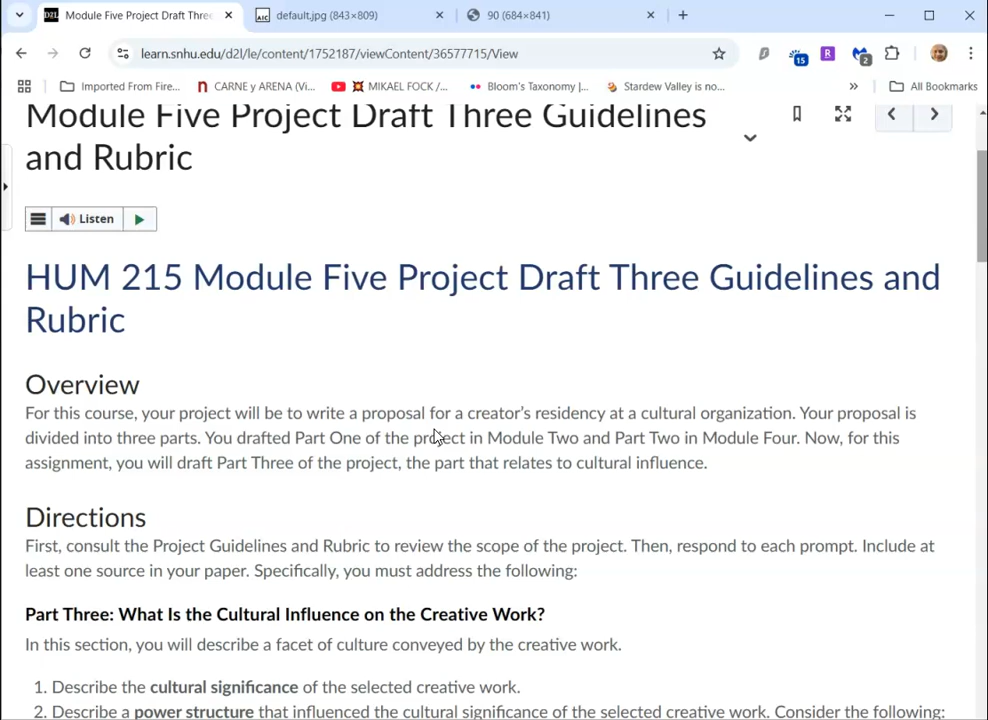 Module Five Project Draft Three
default.jpg (843×809)
90 (684×841)
learn.snhu.edu/d2l/le/content/1752187/viewContent/36577715/View
15
R
2
Imported From Fire...
CARNE y ARENA (Vi...
MIKAEL FOCK /...
Bloom's Taxonomy |...
Stardew Valley is no...
All Bookmarks
Module Five Project Draft Three Guidelines
and Rubric
Listen
HUM 215 Module Five Project Draft Three Guidelines and
Rubric
Overview
For this course, your project will be to write a proposal for a creator's residency at a cultural organization. Your proposal is
divided into three parts. You drafted Part One of the project in Module Two and Part Two in Module Four. Now, for this
assignment, you will draft Part Three of the project, the part that relates to cultural influence.
Directions
First, consult the Project Guidelines and Rubric to review the scope of the project. Then, respond to each prompt. Include at
least one source in your paper. Specifically, you must address the following:
Part Three: What Is the Cultural Influence on the Creative Work?
In this section, you will describe a facet of culture conveyed by the creative work.
1. Describe the cultural significance of the selected creative work.
2. Describe a power structure that influenced the cultural significance of the selected creative work. Consider the following: